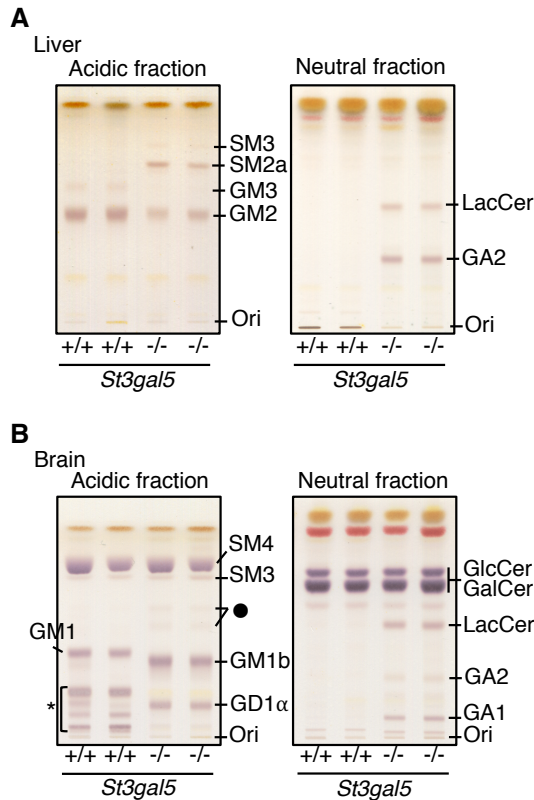 A
Liver
Acidic fraction
Neutral fraction
SM3
SM2a
GM3
GM2
Ori
LacCer
GA2
Ori
+/+ +/+ -/- -/-
St3gal5
+/+ +/+ -/- -/-
St3gal5
B
Brain
Acidic fraction
Neutral fraction
SM4
SM3
GM1
GM1b
*
GD1α
Ori
GlcCer
GalCer
LacCer
GA2
GA1
Ori
+/+ +/+ -/- -/-
St3gal5
+/+ +/+ -/- -/-
St3gal5